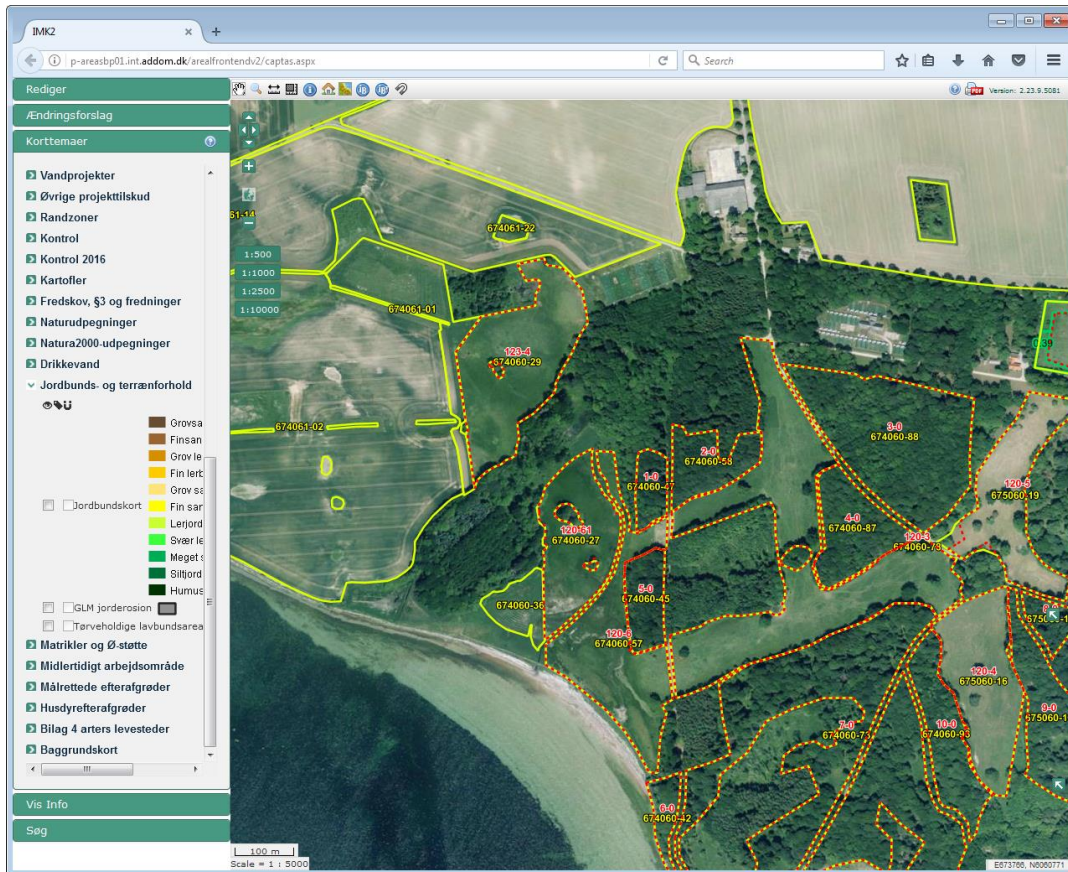 IMK2
p-areasbp01.int.addom.dk/arealfrontendv2/captas.aspx
Search
Rediger
Version: 2.23.9.5081
Ændringsforslag
Korttemaer
Vandprojekter
Øvrige projekttilskud
Randzoner
Kontrol
Kontrol 2016
Kartofler
Fredskov, §3 og fredninger
Naturudpegninger
Natura2000-udpegninger
Drikkevand
Jordbunds- og terrænforhold
Grovsa
Finsan
Grov le
Fin lerb
Grov sa
Jordbundskort
Fin san
Lerjord
Svær le
Meget s
Siltjord
Humus
GLM jorderosion
Tørveholdige lavbundsarea
Matrikler og Ø-støtte
Midlertidigt arbejdsområde
Målrettede efterafgrøder
Husdyrefterafgrøder
Bilag 4 arters levesteder
Baggrundskort
Vis Info
Søg
1:500
1:1000
1:2500
1:10000
61-14
674061-22
674061-01
123-4
674060-29
674061-02
3-0
674060-88
2-0
674060-58
1-0
674060-47
120-5
675060-19
4-0
674060-87
120-61
674060-27
120-3
674060-78
5-0
674060-45
674060-36
120-6
674060-57
120-4
675060-16
9-0
7-0
674060-73
10-0
674060-93
6-0
674060-42
100 m
Scale = 1 : 5000
E673766, N6060771